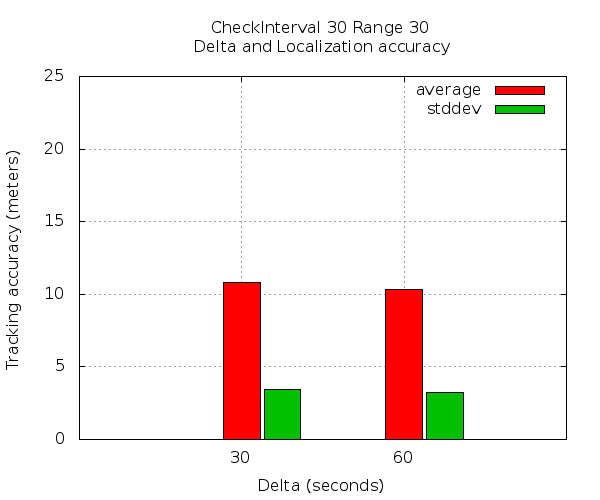 CheckInterval 30 Range 30
Delta and Localization accuracy
25
20
15
10
5
0
average
stddev
Tracking accuracy (meters)
30 60
Delta (seconds)